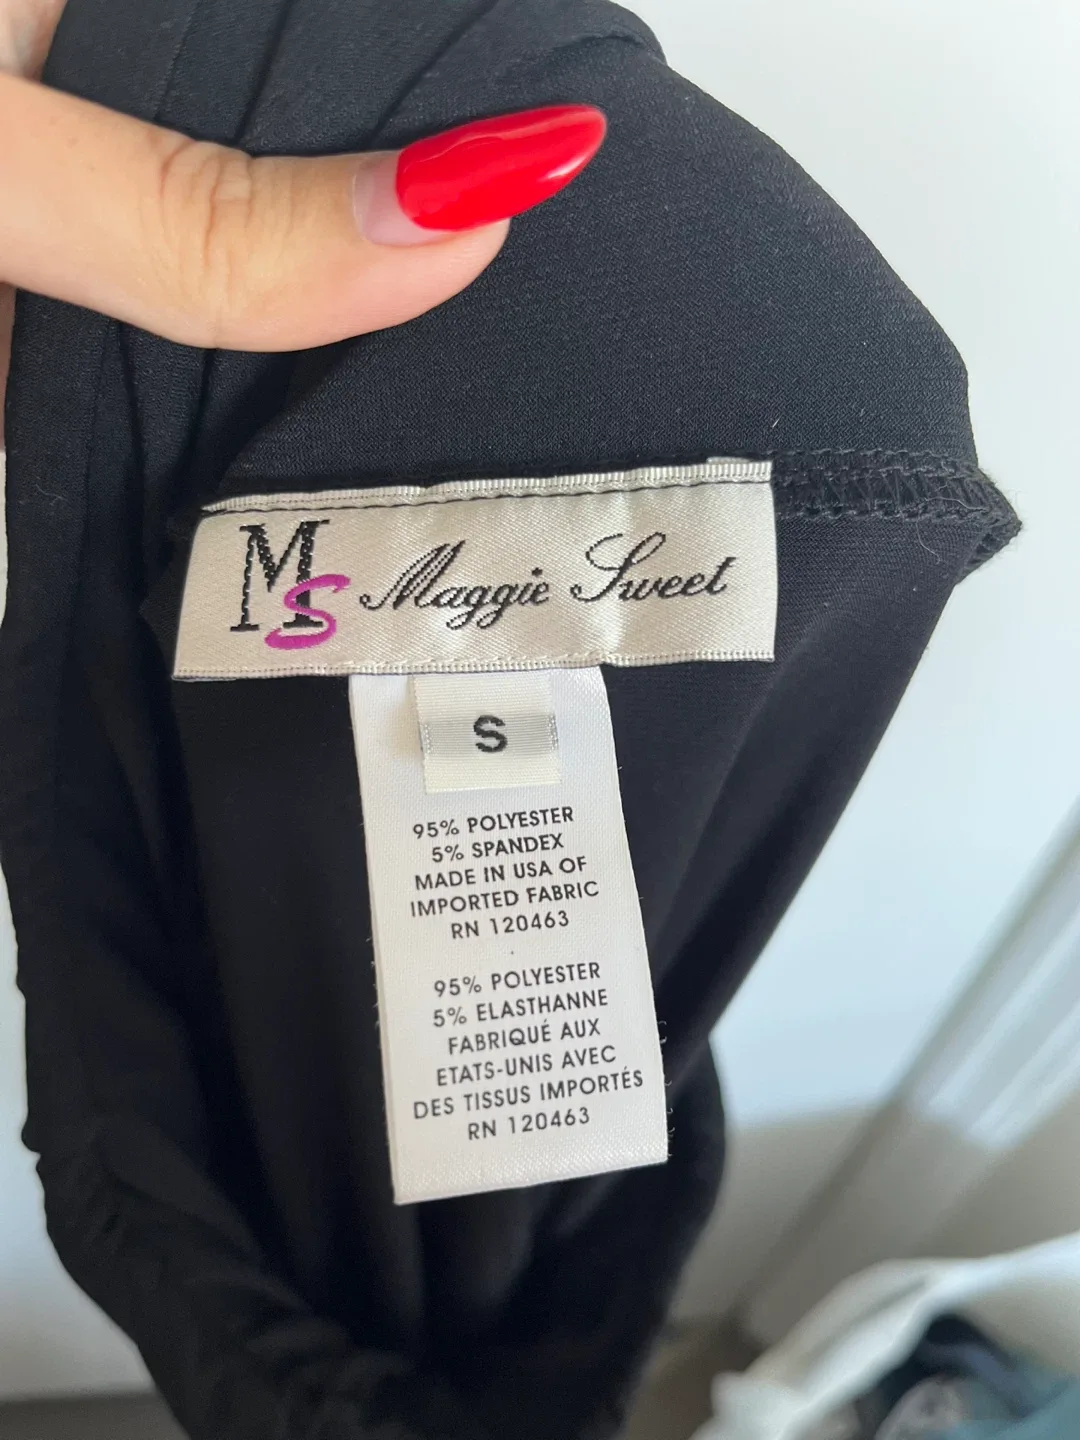 MS Maggie Sweet
S
95% POLYESTER
5% SPANDEX
MADE IN USA OF
IMPORTED FABRIC
RN 120463
95% POLYESTER
5% ELASTHANNE
FABRIQUÉ AUX
ETATS-UNIS AVEC
DES TISSUS IMPORTÉS
RN 120463